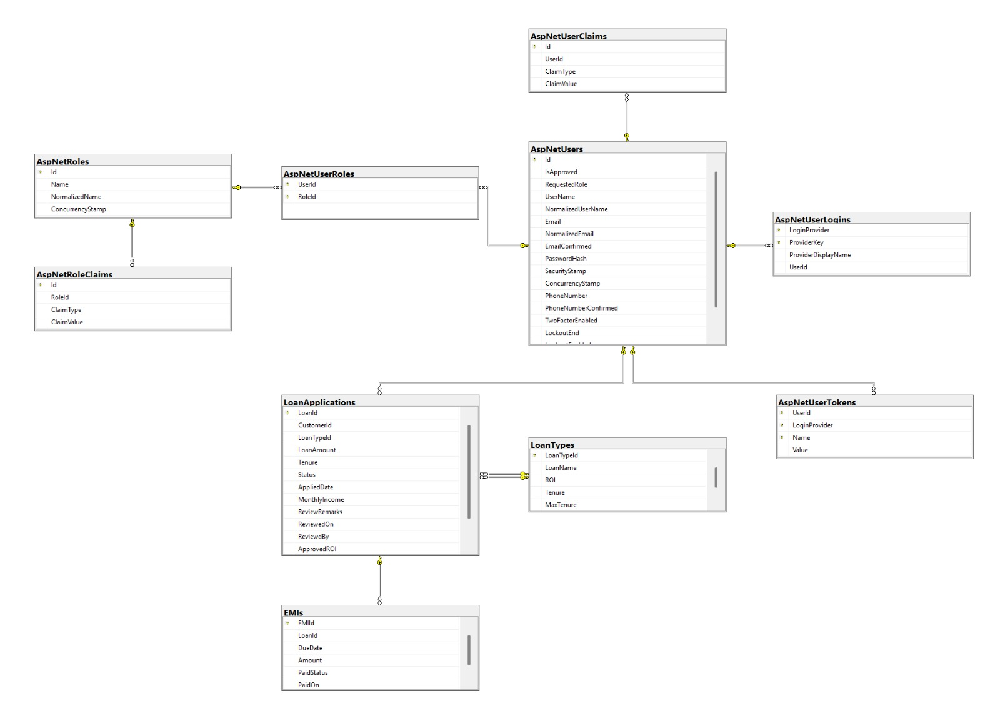 AspNetUserClaims
Id
UserId
ClaimType
ClaimValue
AspNetUsers
Id
IsApproved
RequestedRole
UserName
NormalizedUserName
Email
NormalizedEmail
EmailConfirmed
PasswordHash
SecurityStamp
ConcurrencyStamp
PhoneNumber
PhoneNumberConfirmed
TwoFactorEnabled
LockoutEnd
AspNetRoles
Id
Name
NormalizedName
ConcurrencyStamp
AspNetUserRoles
UserId
RoleId
AspNetUserLogins
LoginProvider
ProviderKey
ProviderDisplayName
UserId
AspNetRoleClaims
Id
RoleId
ClaimType
ClaimValue
LoanApplications
LoanId
CustomerId
LoanTypeId
LoanAmount
Tenure
Status
AppliedDate
MonthlyIncome
ReviewRemarks
ReviewedOn
ReviewdBy
ApprovedROI
LoanTypes
LoanTypeId
LoanName
ROI
Tenure
MaxTenure
AspNetUserTokens
UserId
LoginProvider
Name
Value
EMIs
EMIId
LoanId
DueDate
Amount
PaidStatus
PaidOn